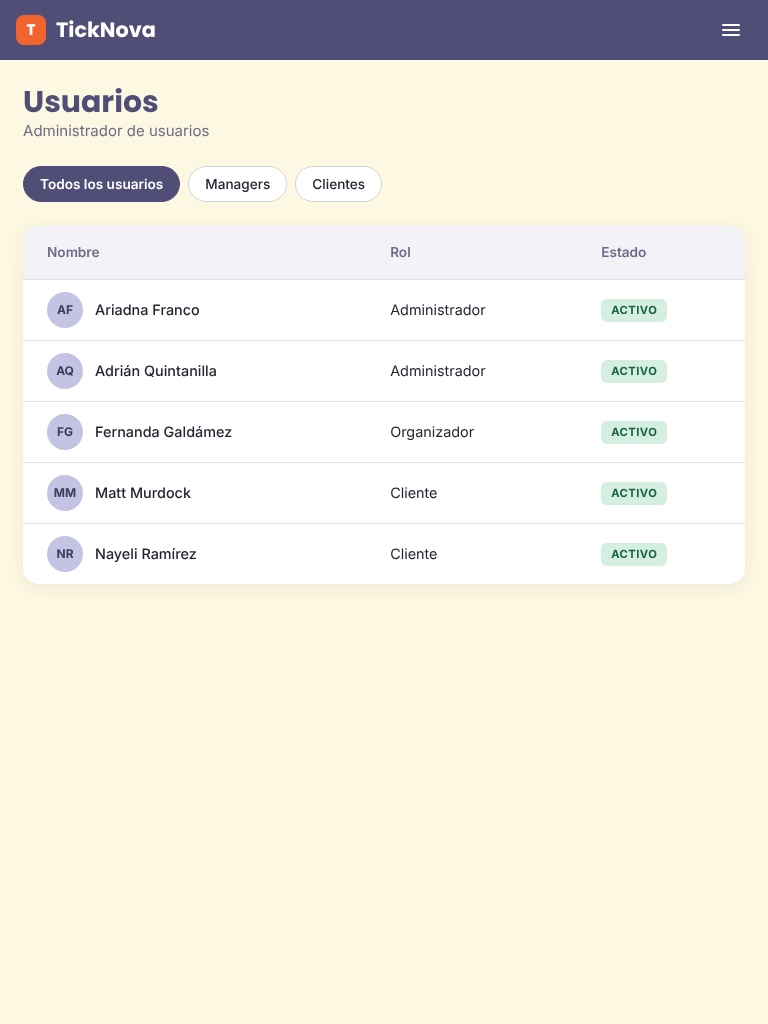 T TickNova
Usuarios
Administrador de usuarios
Todos los usuarios Managers Clientes
Nombre Rol Estado
AF Ariadna Franco Administrador ACTIVO
AQ Adrián Quintanilla Administrador ACTIVO
FG Fernanda Galdámez Organizador ACTIVO
MM Matt Murdock Cliente ACTIVO
NR Nayeli Ramírez Cliente ACTIVO